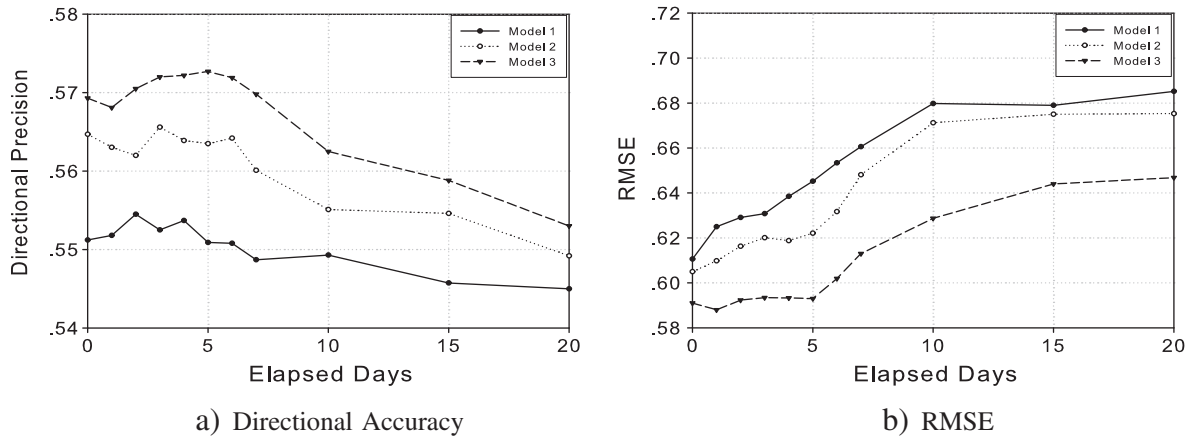 .58
.57
.56
.55
.54
Directional Precision
0 5 10 15 20
Elapsed Days
Model 1
Model 2
Model 3
a) Directional Accuracy
.72
.70
.68
.66
.64
.62
.60
.58
RMSE
0 5 10 15 20
Elapsed Days
Model 1
Model 2
Model 3
b) RMSE